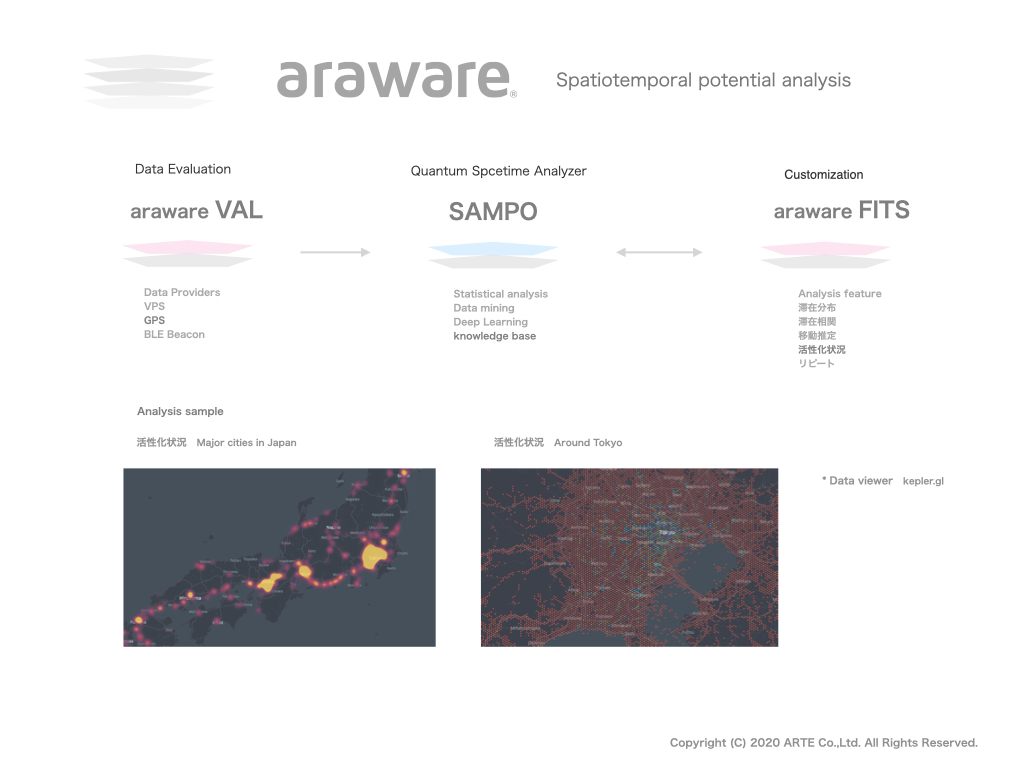 araware®
Spatiotemporal potential analysis
Data Evaluation
araware VAL
Data Providers
VPS
GPS
BLE Beacon
Quantum Spcetime Analyzer
SAMPO
Statistical analysis
Data mining
Deep Learning
knowledge base
Customization
araware FITS
Analysis feature
滞在分布
滞在相関
移動推定
活性化状況
リピート
Analysis sample
活性化状況 Major cities in Japan
活性化状況 Around Tokyo
* Data viewer kepler.gl
Copyright (C) 2020 ARTE Co.,Ltd. All Rights Reserved.